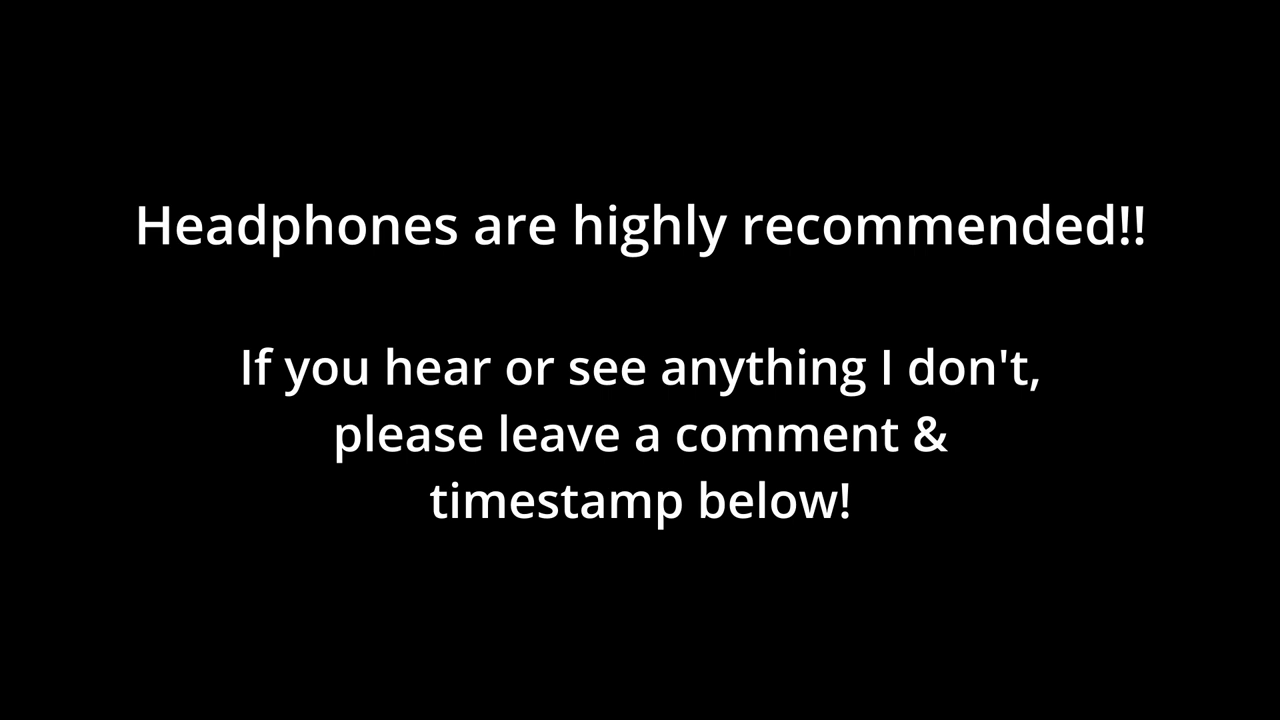 Headphones are highly recommended!!
If you hear or see anything I don't,
please leave a comment &
timestamp below!